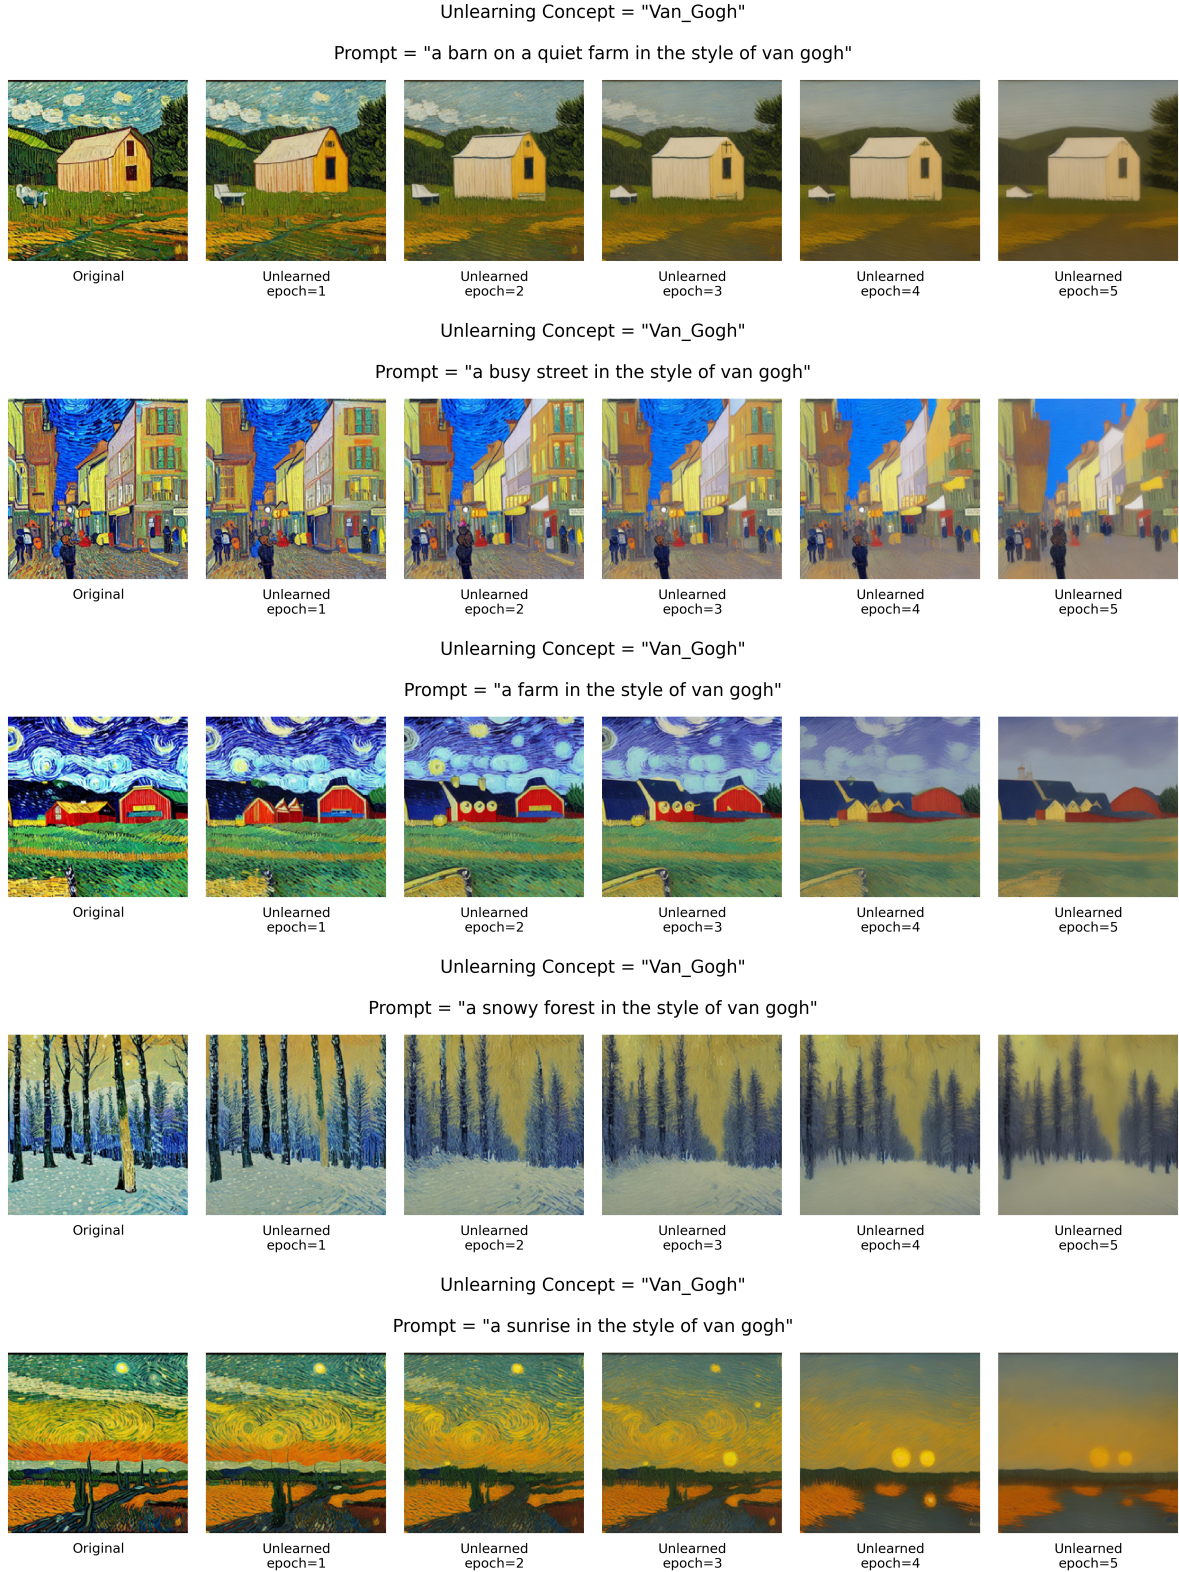 Unlearning Concept = "Van_Gogh"
Prompt = "a barn on a quiet farm in the style of van gogh"
Original
Unlearned
epoch=1
Unlearned
epoch=2
Unlearned
epoch=3
Unlearned
epoch=4
Unlearned
epoch=5
Unlearning Concept = "Van_Gogh"
Prompt = "a busy street in the style of van gogh"
Original
Unlearned
epoch=1
Unlearned
epoch=2
Unlearned
epoch=3
Unlearned
epoch=4
Unlearned
epoch=5
Unlearning Concept = "Van_Gogh"
Prompt = "a farm in the style of van gogh"
Original
Unlearned
epoch=1
Unlearned
epoch=2
Unlearned
epoch=3
Unlearned
epoch=4
Unlearned
epoch=5
Unlearning Concept = "Van_Gogh"
Prompt = "a snowy forest in the style of van gogh"
Original
Unlearned
epoch=1
Unlearned
epoch=2
Unlearned
epoch=3
Unlearned
epoch=4
Unlearned
epoch=5
Unlearning Concept = "Van_Gogh"
Prompt = "a sunrise in the style of van gogh"
Original
Unlearned
epoch=1
Unlearned
epoch=2
Unlearned
epoch=3
Unlearned
epoch=4
Unlearned
epoch=5